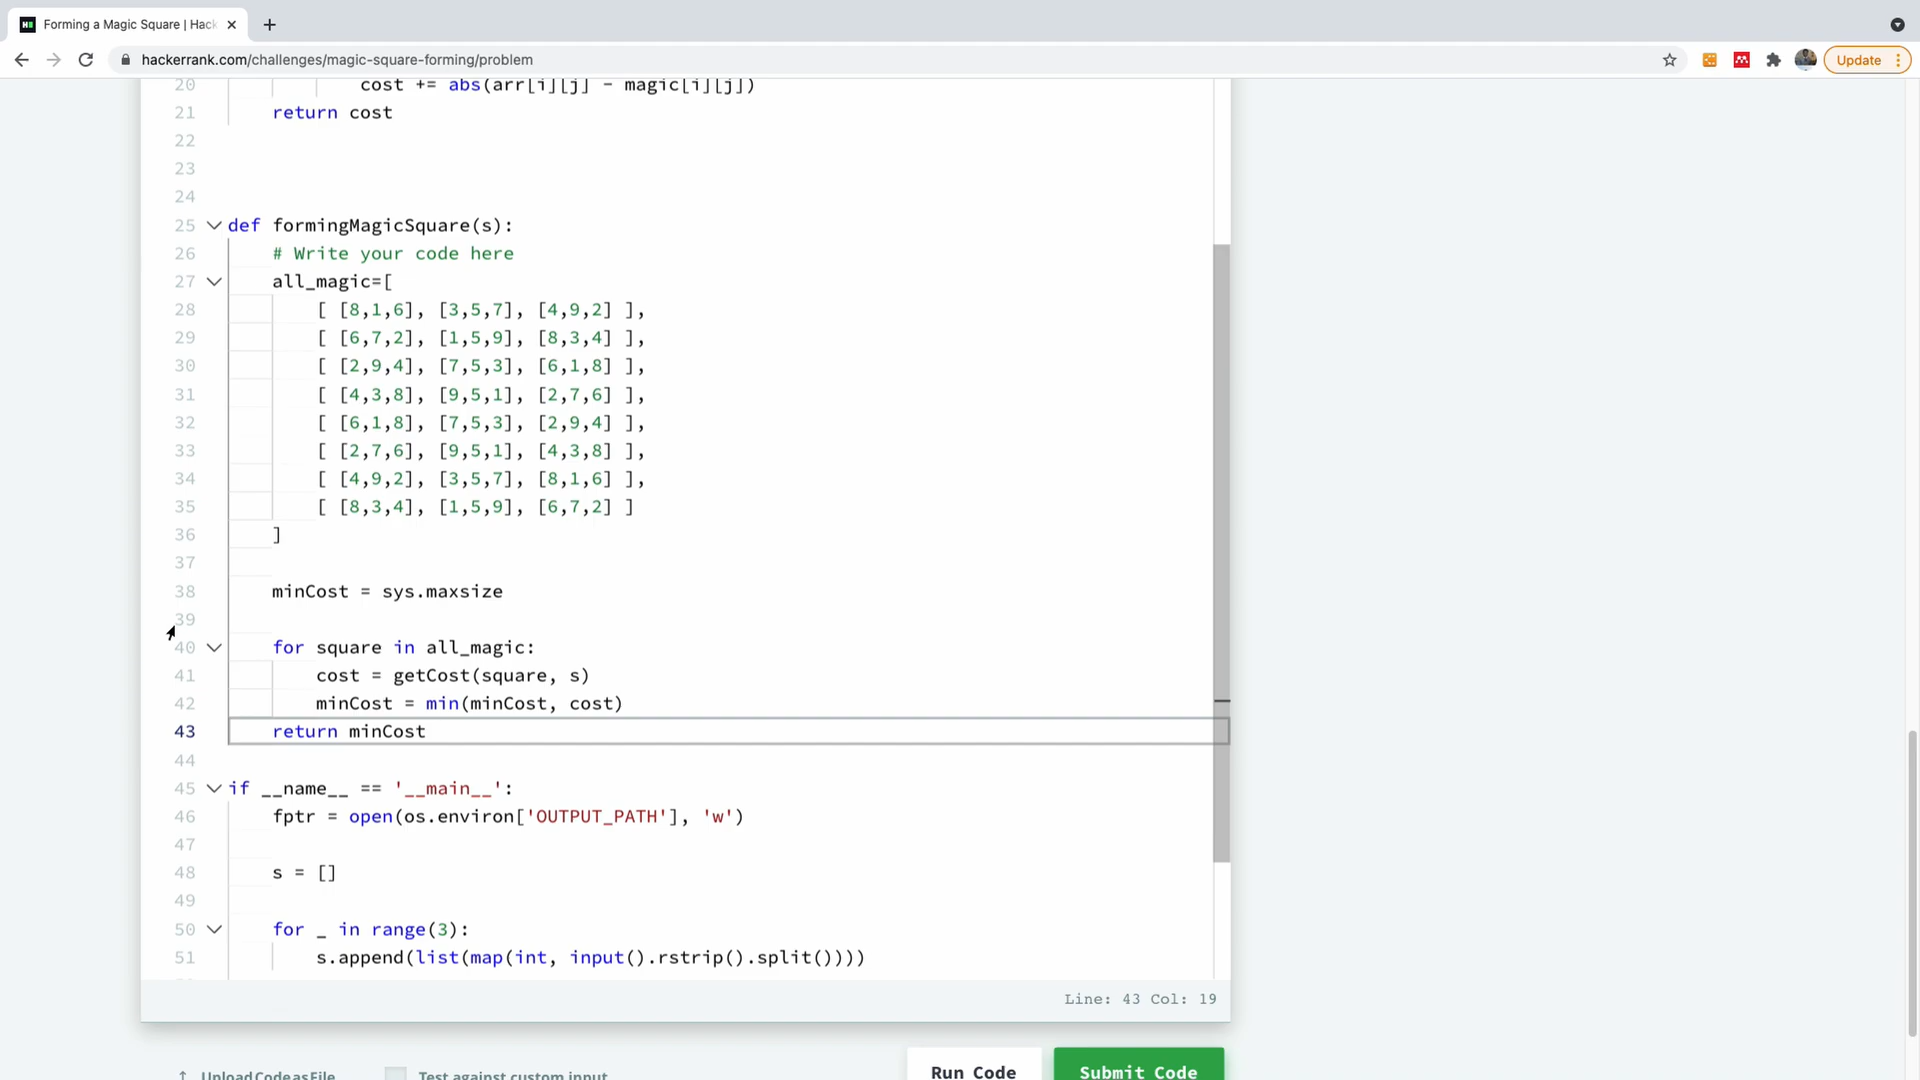 Forming a Magic Square | Hack
hackerrank.com/challenges/magic-square-forming/problem
Update
20 cost += abs(arr[i][j] - magic[i][j])
21 return cost
22
23
24
25 def formingMagicSquare(s):
26 # Write your code here
27 all_magic=[
28 [ [8,1,6], [3,5,7], [4,9,2] ],
29 [ [6,7,2], [1,5,9], [8,3,4] ],
30 [ [2,9,4], [7,5,3], [6,1,8] ],
31 [ [4,3,8], [9,5,1], [2,7,6] ],
32 [ [6,1,8], [7,5,3], [2,9,4] ],
33 [ [2,7,6], [9,5,1], [4,3,8] ],
34 [ [4,9,2], [3,5,7], [8,1,6] ],
35 [ [8,3,4], [1,5,9], [6,7,2] ]
36 ]
37
38 minCost = sys.maxsize
39
40 for square in all_magic:
41 cost = getCost(square, s)
42 minCost = min(minCost, cost)
43 return minCost
44
45 if __name__ == '__main__':
46 fptr = open(os.environ['OUTPUT_PATH'], 'w')
47
48 s = []
49
50 for _ in range(3):
51 s.append(list(map(int, input().rstrip().split())))
Line: 43 Col: 19
Upload Code as File
Test against custom input
Run Code
Submit Code